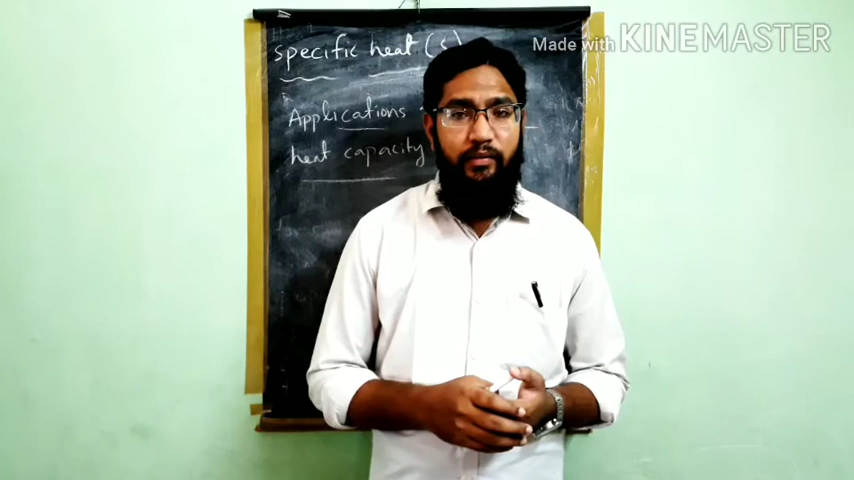 Made with KINEMASTER
specific heat (s)
Applications
heat capacity